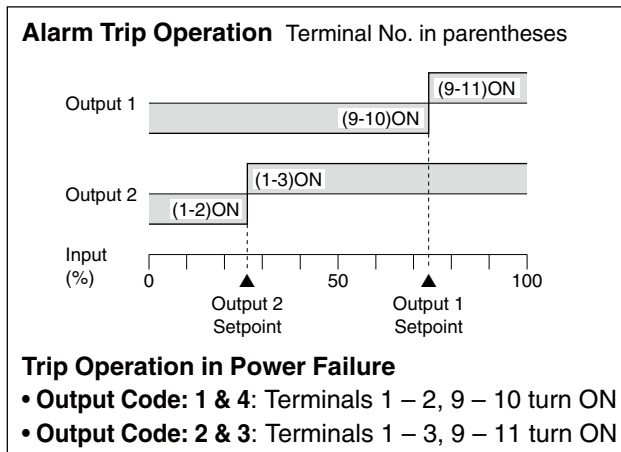 Alarm Trip Operation Terminal No. in parentheses
(9-11)ON
Output 1
(9-10)ON
(1-3)ON
Output 2
(1-2)ON
Input
(%)
0 50 100
Output 2
Setpoint
Output 1
Setpoint
Trip Operation in Power Failure
• Output Code: 1 & 4: Terminals 1 – 2, 9 – 10 turn ON
• Output Code: 2 & 3: Terminals 1 – 3, 9 – 11 turn ON